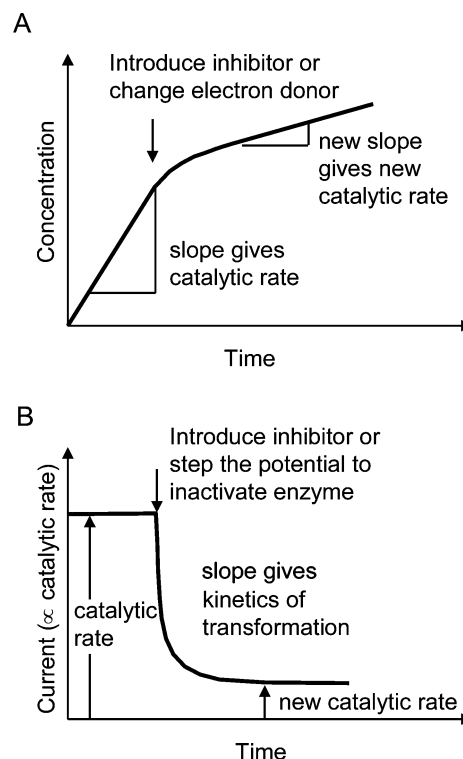 A
Introduce inhibitor or
change electron donor
Concentration
new slope
gives new
catalytic rate
slope gives
catalytic rate
Time
B
Introduce inhibitor or
step the potential to
inactivate enzyme
Current (∝ catalytic rate)
slope gives
kinetics of
transformation
catalytic
rate
new catalytic rate
Time